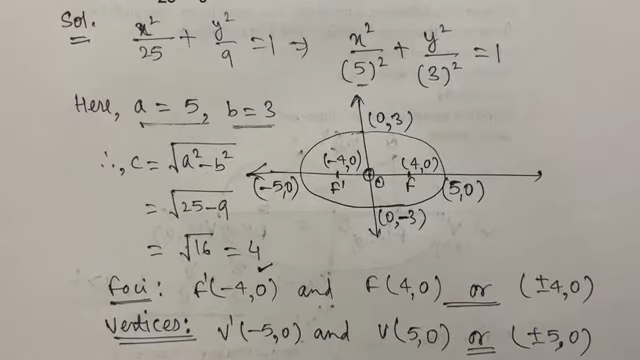 Sol. x²/25 + y²/9 = 1 ⇒ x²/(5)² + y²/(3)² = 1
Here, a = 5, b = 3
(0,3)
∴, c = √a²-b²
(-4,0) (4,0)
(-5,0) F' O F (5,0)
= √25-9
(0,-3)
= √16 = 4
Foci: F'(-4,0) and F(4,0) or (±4,0)
Vertices: V'(-5,0) and V(5,0) or (±5,0)